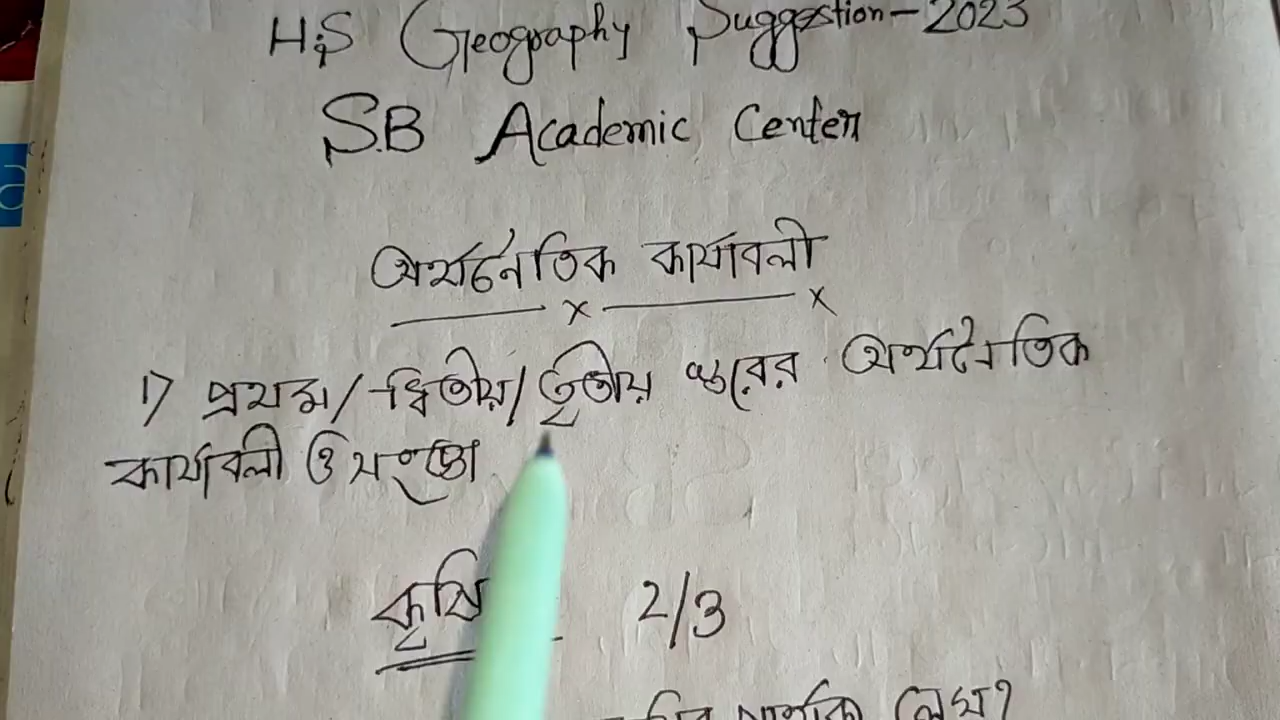 H.S Geography Suggestion-2023
S.B Academic Center
অর্থনৈতিক কার্যাবলী
1) প্রথম/দ্বিতীয়/তৃতীয় স্তরের অর্থনৈতিক
কার্যাবলী ও সংজ্ঞা
কৃষি 2/3
লেখ?